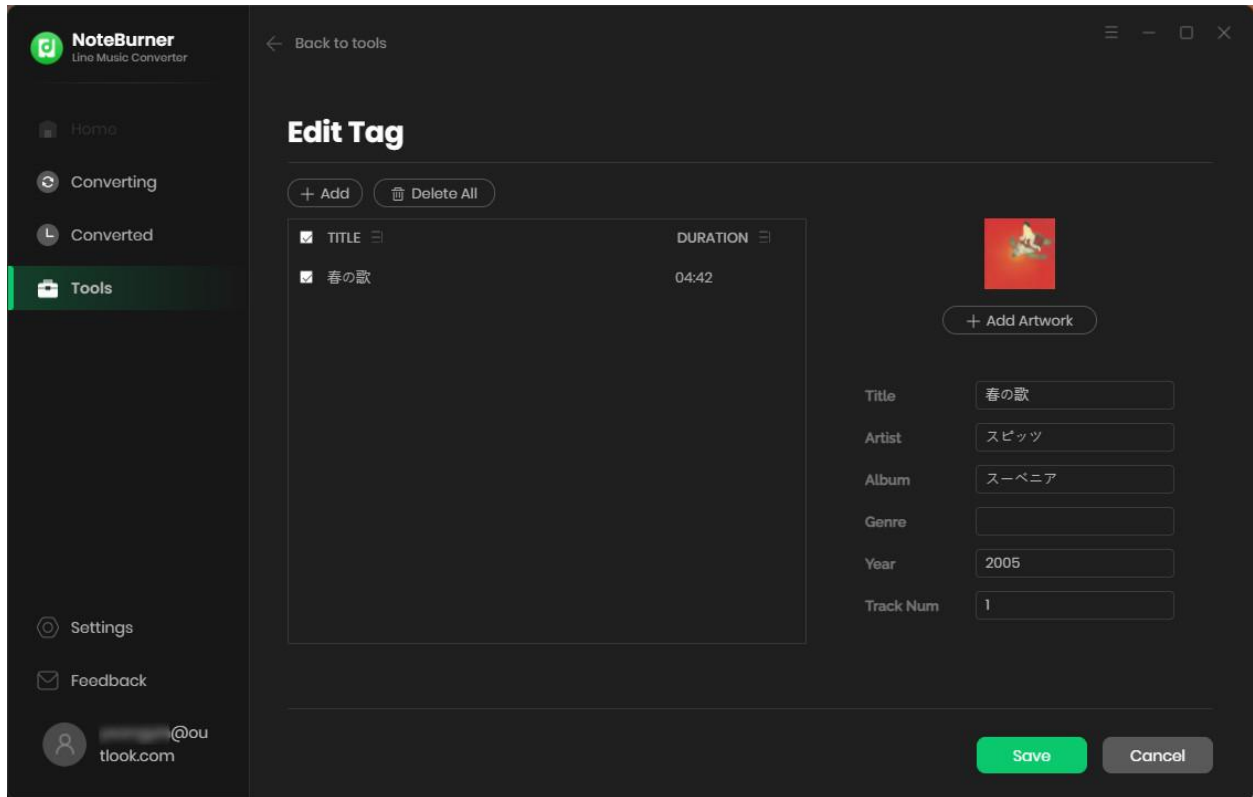 NoteBurner
Line Music Converter
Back to tools
Home
Converting
Converted
Tools
Settings
Feedback
@ou
tlook.com
Edit Tag
+ Add
Delete All
TITLE
DURATION
春の歌
04:42
+ Add Artwork
Title
春の歌
Artist
スピッツ
Album
スーベニア
Genre
Year
2005
Track Num
1
Save
Cancel